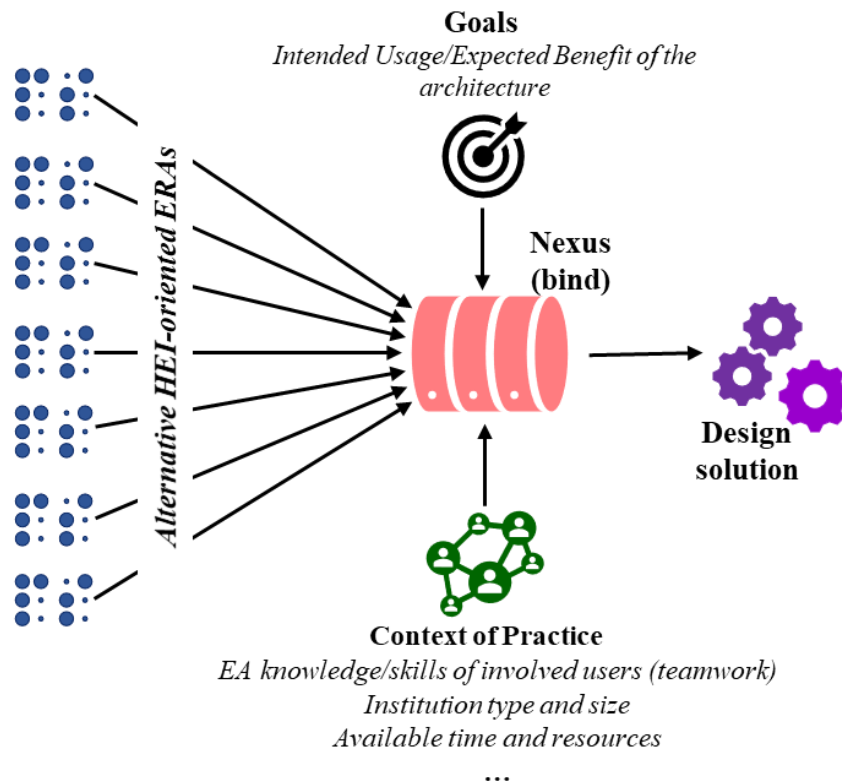 Goals
Intended Usage/Expected Benefit of the
architecture
Alternative HEI-oriented ERAs
Nexus
(bind)
Design
solution
Context of Practice
EA knowledge/skills of involved users (teamwork)
Institution type and size
Available time and resources
...